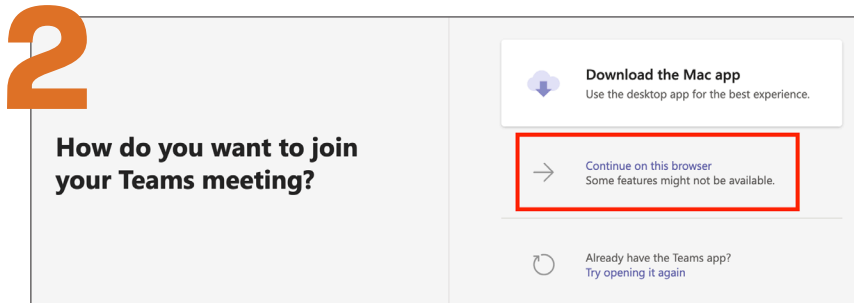 2
How do you want to join
your Teams meeting?
Download the Mac app
Use the desktop app for the best experience.
Continue on this browser
Some features might not be available.
Already have the Teams app?
Try opening it again